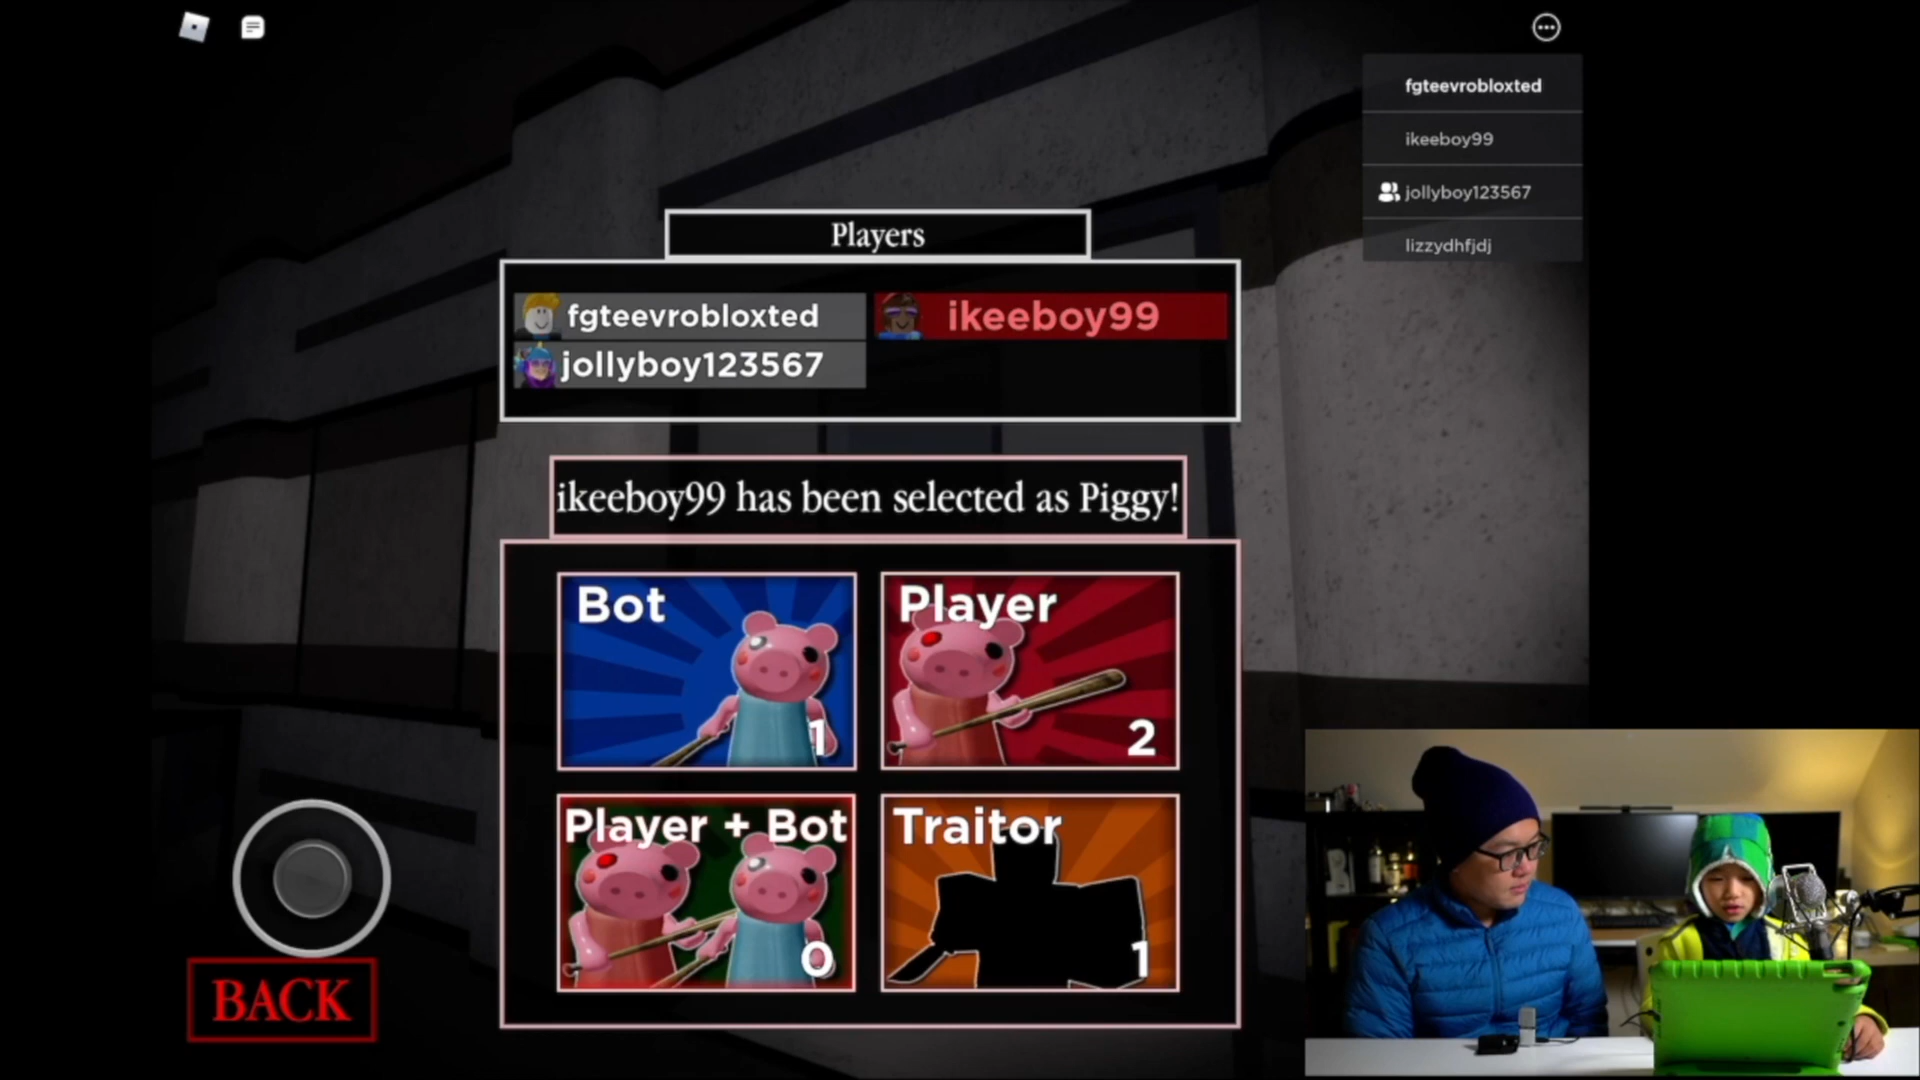 fgteevrobloxted
ikeeboy99
jollyboy123567
lizzydhfjdj
Players
fgteevrobloxted
ikeeboy99
jollyboy123567
ikeeboy99 has been selected as Piggy!
Bot
1
Player
2
Player + Bot
0
Traitor
1
BACK